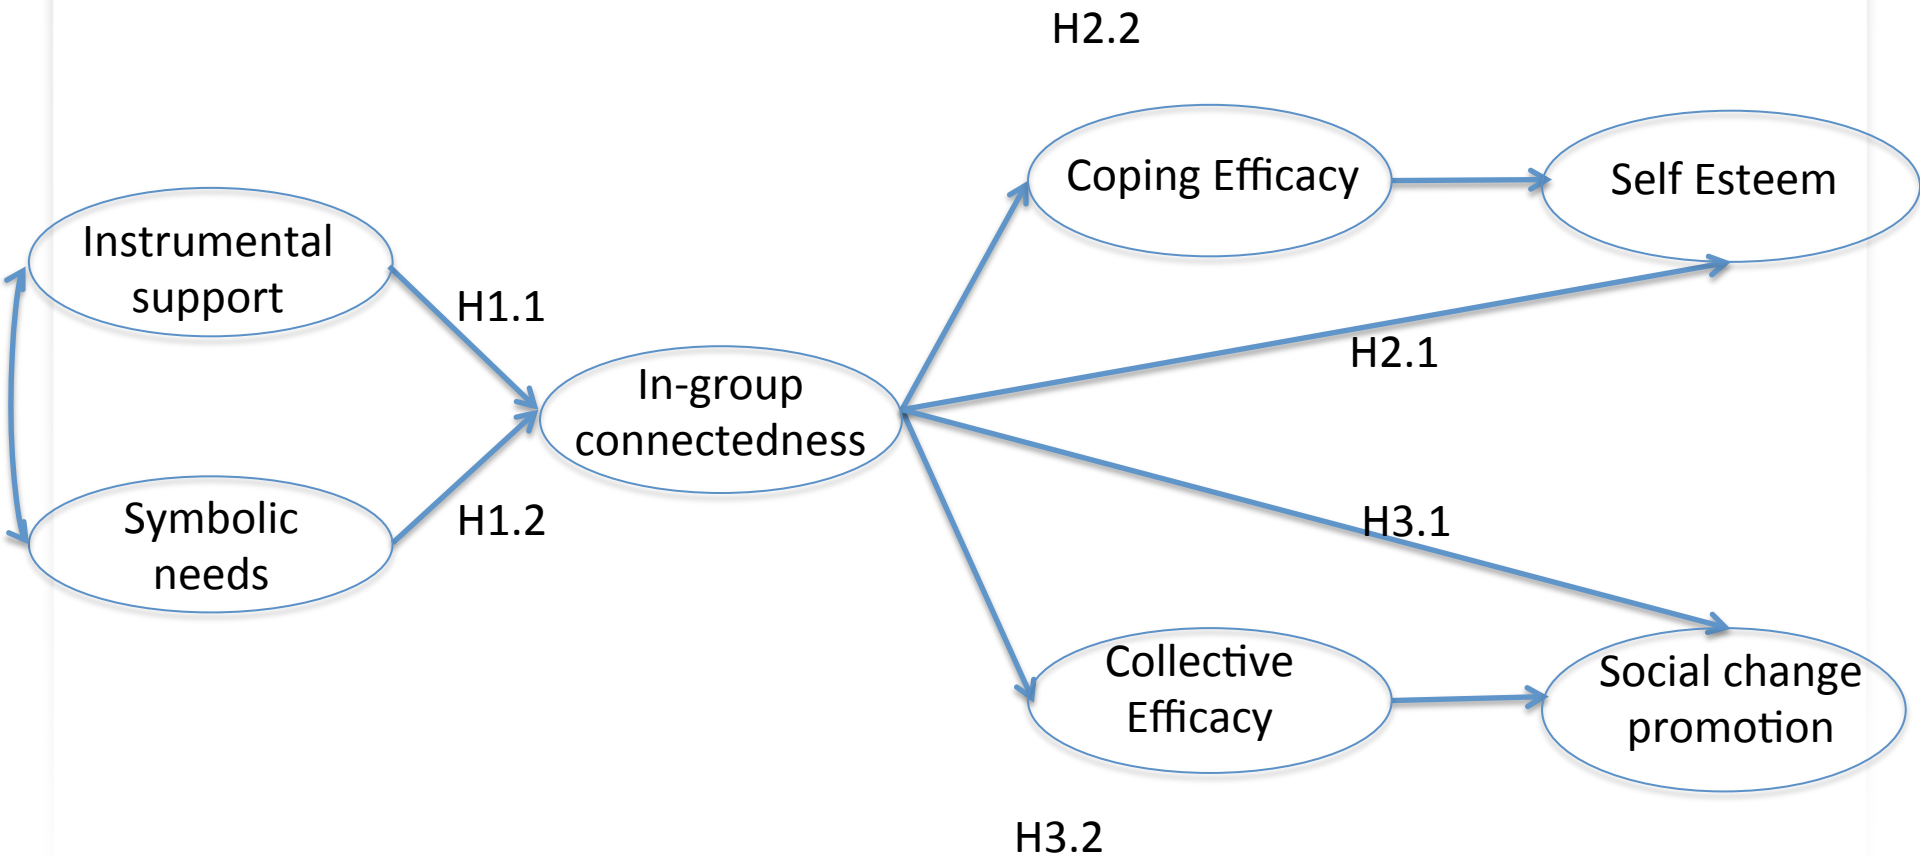 H2.2
Coping Efficacy
Self Esteem
Instrumental
support
H1.1
H2.1
In-group
connectedness
Symbolic
needs
H1.2
H3.1
Collective
Efficacy
Social change
promotion
H3.2